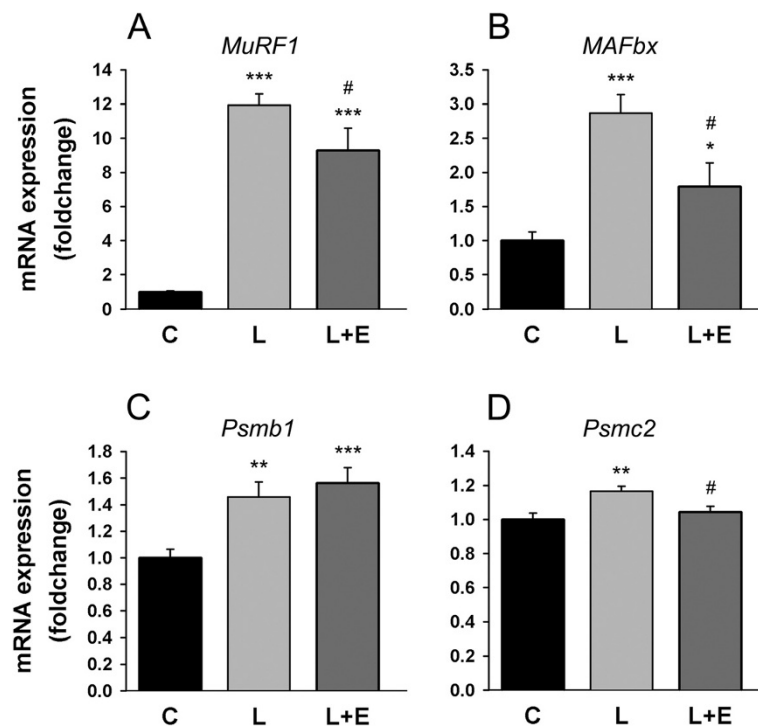 A
MuRF1
mRNA expression
(foldchange)
14
12
10
8
6
4
2
0
***
#
***
C L L+E
B
MAFbx
3.5
3.0
2.5
2.0
1.5
1.0
0.5
0.0
***
#
*
C L L+E
C
Psmb1
mRNA expression
(foldchange)
1.8
1.6
1.4
1.2
1.0
0.8
0.6
0.4
0.2
0.0
**
***
C L L+E
D
Psmc2
1.4
1.2
1.0
0.8
0.6
0.4
0.2
0.0
**
#
C L L+E